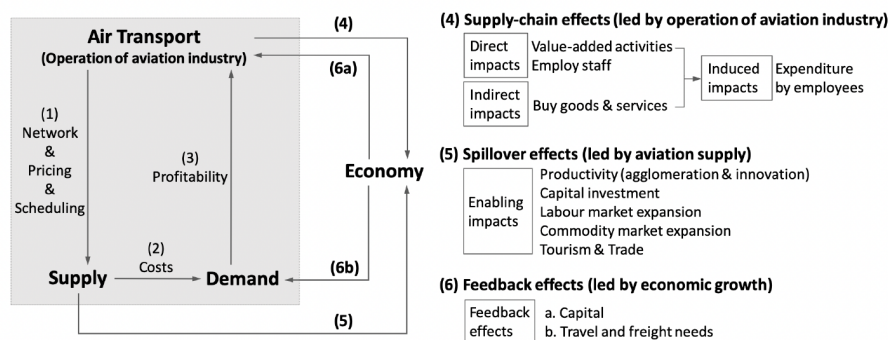 Air Transport
(Operation of aviation industry)
(4)
(6a)
(1)
Network
&
Pricing
&
Scheduling
(3)
Profitability
Economy
(2)
Costs
Supply
Demand
(6b)
(5)
(4) Supply-chain effects (led by operation of aviation industry)
Direct
impacts
Value-added activities
Employ staff
Indirect
impacts
Buy goods & services
Induced
impacts
Expenditure
by employees
(5) Spillover effects (led by aviation supply)
Enabling
impacts
Productivity (agglomeration & innovation)
Capital investment
Labour market expansion
Commodity market expansion
Tourism & Trade
(6) Feedback effects (led by economic growth)
Feedback
effects
a. Capital
b. Travel and freight needs